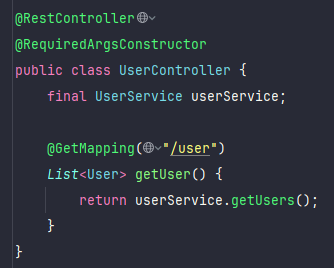 @RestController
@RequiredArgsConstructor
public class UserController {
    final UserService userService;

    @GetMapping("/user")
    List<User> getUser() {
        return userService.getUsers();
    }
}